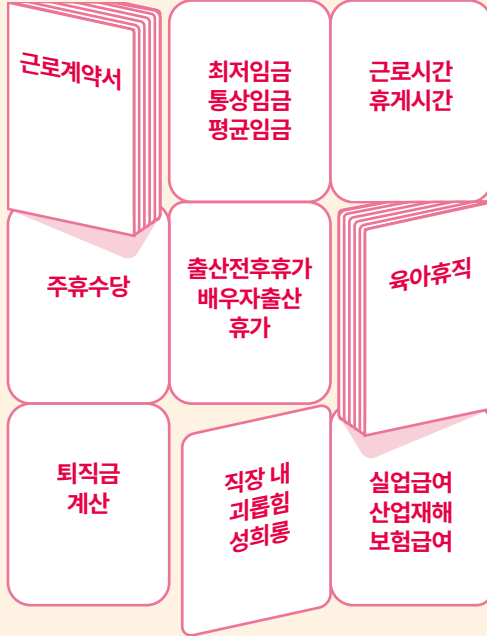 근로계약서
최저임금
통상임금
평균임금
근로시간
휴게시간
주휴수당
출산전후휴가
배우자출산
휴가
육아휴직
퇴직금
계산
직장 내
괴롭힘
성희롱
실업급여
산업재해
보험급여